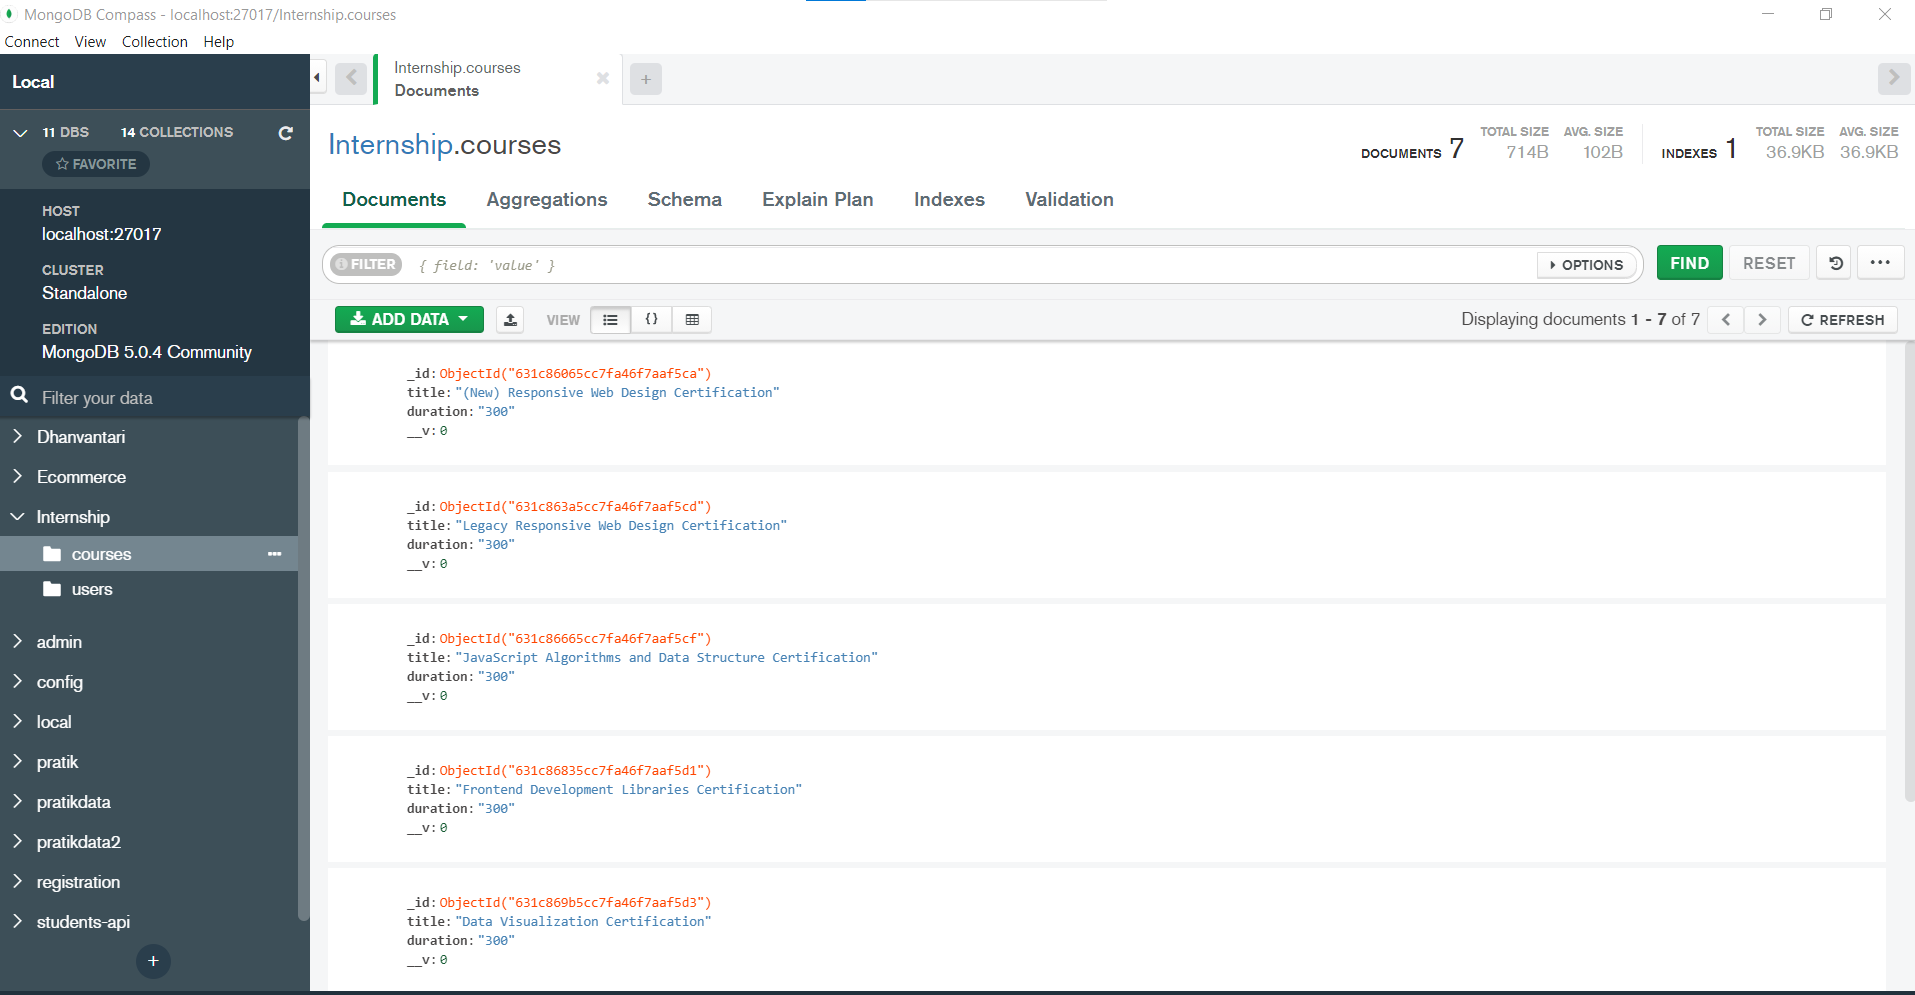 MongoDB Compass - localhost:27017/Internship.courses
Connect View Collection Help
Local
11 DBS 14 COLLECTIONS
FAVORITE
HOST
localhost:27017
CLUSTER
Standalone
EDITION
MongoDB 5.0.4 Community
Filter your data
Dhanvantari
Ecommerce
Internship
courses
users
admin
config
local
pratik
pratikdata
pratikdata2
registration
students-api
+
Internship.courses
Documents
+
Internship.courses
DOCUMENTS 7
TOTAL SIZE
714B
AVG. SIZE
102B
INDEXES 1
TOTAL SIZE
36.9KB
AVG. SIZE
36.9KB
Documents Aggregations Schema Explain Plan Indexes Validation
FILTER { field: 'value' } OPTIONS FIND RESET
ADD DATA VIEW {} Displaying documents 1 - 7 of 7 REFRESH
_id: ObjectId("631c86065cc7fa46f7aaf5ca")
title: "(New) Responsive Web Design Certification"
duration: "300"
__v: 0
_id: ObjectId("631c863a5cc7fa46f7aaf5cd")
title: "Legacy Responsive Web Design Certification"
duration: "300"
__v: 0
_id: ObjectId("631c86665cc7fa46f7aaf5cf")
title: "JavaScript Algorithms and Data Structure Certification"
duration: "300"
__v: 0
_id: ObjectId("631c86835cc7fa46f7aaf5d1")
title: "Frontend Development Libraries Certification"
duration: "300"
__v: 0
_id: ObjectId("631c869b5cc7fa46f7aaf5d3")
title: "Data Visualization Certification"
duration: "300"
__v: 0